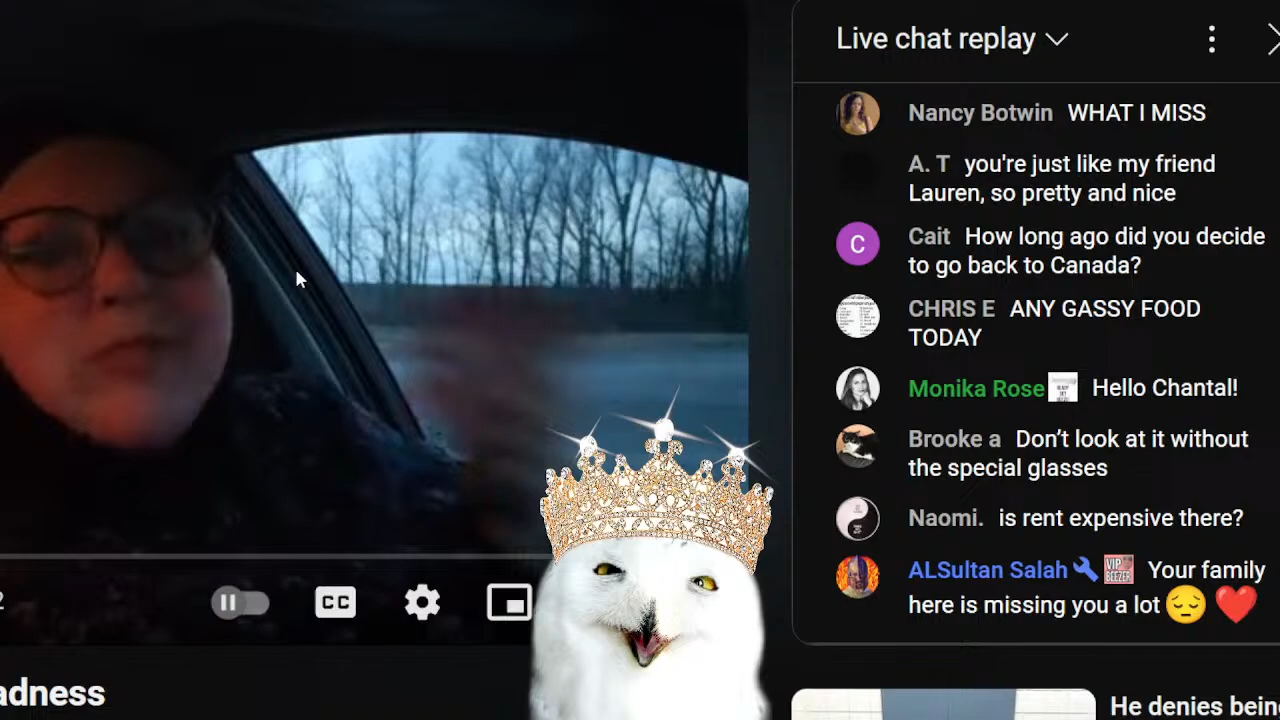 Live chat replay
Nancy Botwin WHAT I MISS
A. T you're just like my friend
Lauren, so pretty and nice
Cait How long ago did you decide
to go back to Canada?
C
CHRIS E ANY GASSY FOOD
TODAY
Monika Rose Hello Chantal!
Brooke a Don’t look at it without
the special glasses
Naomi. is rent expensive there?
ALSultan Salah VIP BEEZER Your family
here is missing you a lot 😔 ❤️
CC
adness
He denies bein